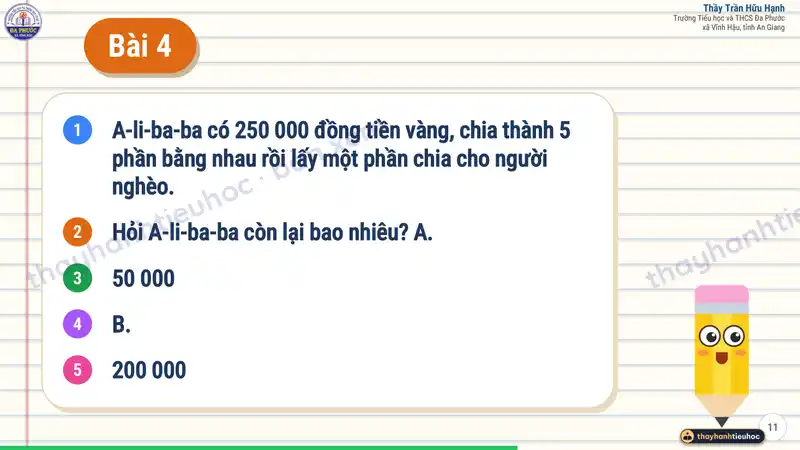 Thầy Trần Hữu Hạnh
Trường Tiểu học và THCS Đa Phước
xã Vĩnh Hậu, tỉnh An Giang
ĐA PHƯỚC
Bài 4
1 A-li-ba-ba có 250 000 đồng tiền vàng, chia thành 5
phần bằng nhau rồi lấy một phần chia cho người
nghèo.
2 Hỏi A-li-ba-ba còn lại bao nhiêu? A.
3 50 000
4 B.
5 200 000
thayhanhtieuhoc
11